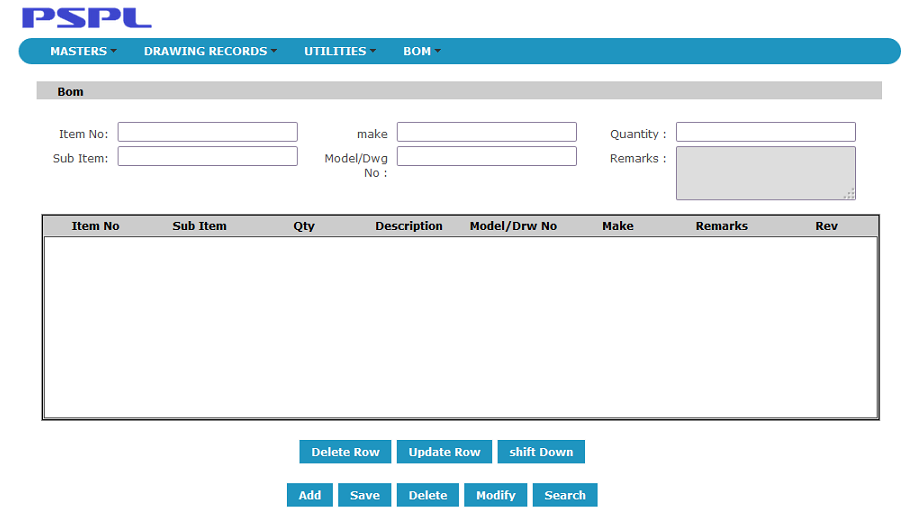 PSPL
MASTERS DRAWING RECORDS UTILITIES BOM
Bom
Item No: make Quantity :
Sub Item: Model/Dwg No : Remarks :
Item No Sub Item Qty Description Model/Drw No Make Remarks Rev
Delete Row Update Row shift Down
Add Save Delete Modify Search